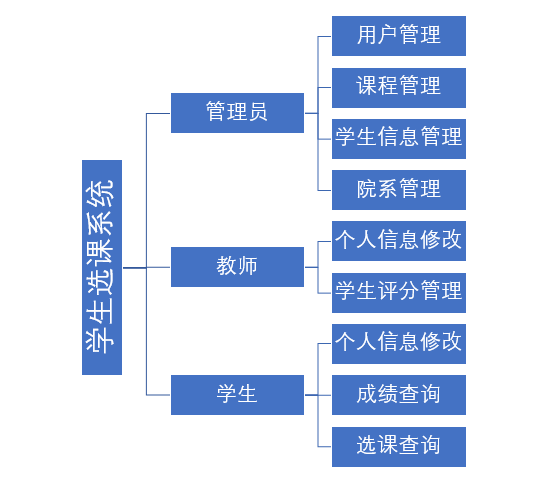 学生选课系统
管理员
用户管理
课程管理
学生信息管理
院系管理
教师
个人信息修改
学生评分管理
学生
个人信息修改
成绩查询
选课查询